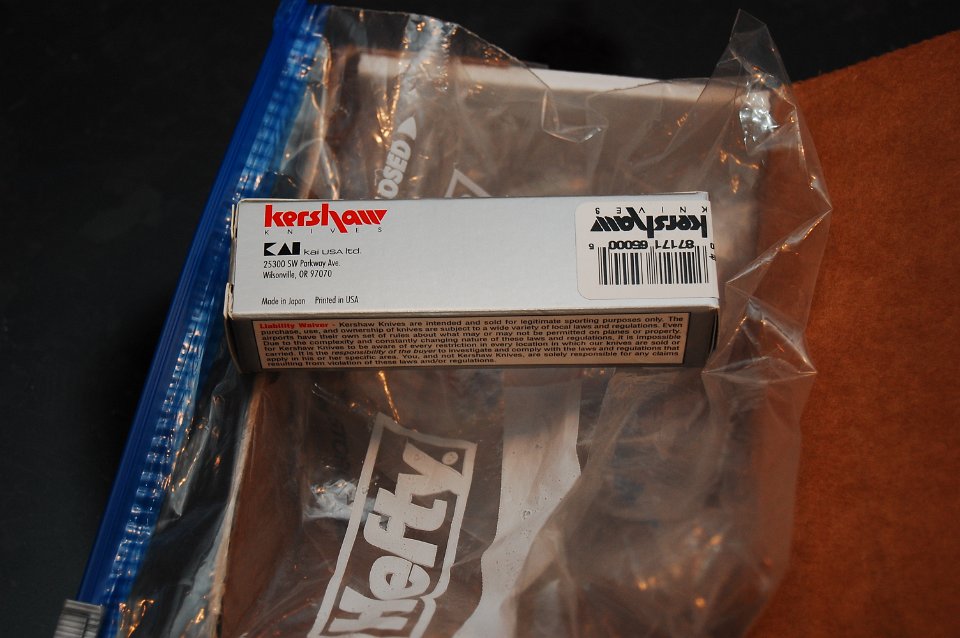 OSED
kershaw
KNIVES
KAI kai USA ltd.
25300 SW Parkway Ave.
Wilsonville, OR 97070
Made in Japan Printed in USA
kershaw
KNIVES
87171 65000 5
Liability Waiver - Kershaw Knives are intended and sold for legitimate sporting purposes only. The
purchase, use, and ownership of knives are subject to a wide variety of local laws and regulations. Even
airports have their own set of rules about what may or may not be permitted on planes or property.
Due to the complexity and constantly changing nature of these laws and regulations, it is impossible
for Kershaw Knives to be aware of every restriction in every location in which our knives are sold or
carried. It is the responsibility of the buyer to investigate and comply with the laws and regulations that
apply in his or her specific area. You, and not Kershaw Knives, are solely responsible for any claims
resulting from violation of these laws and/or regulations.
Hefty.